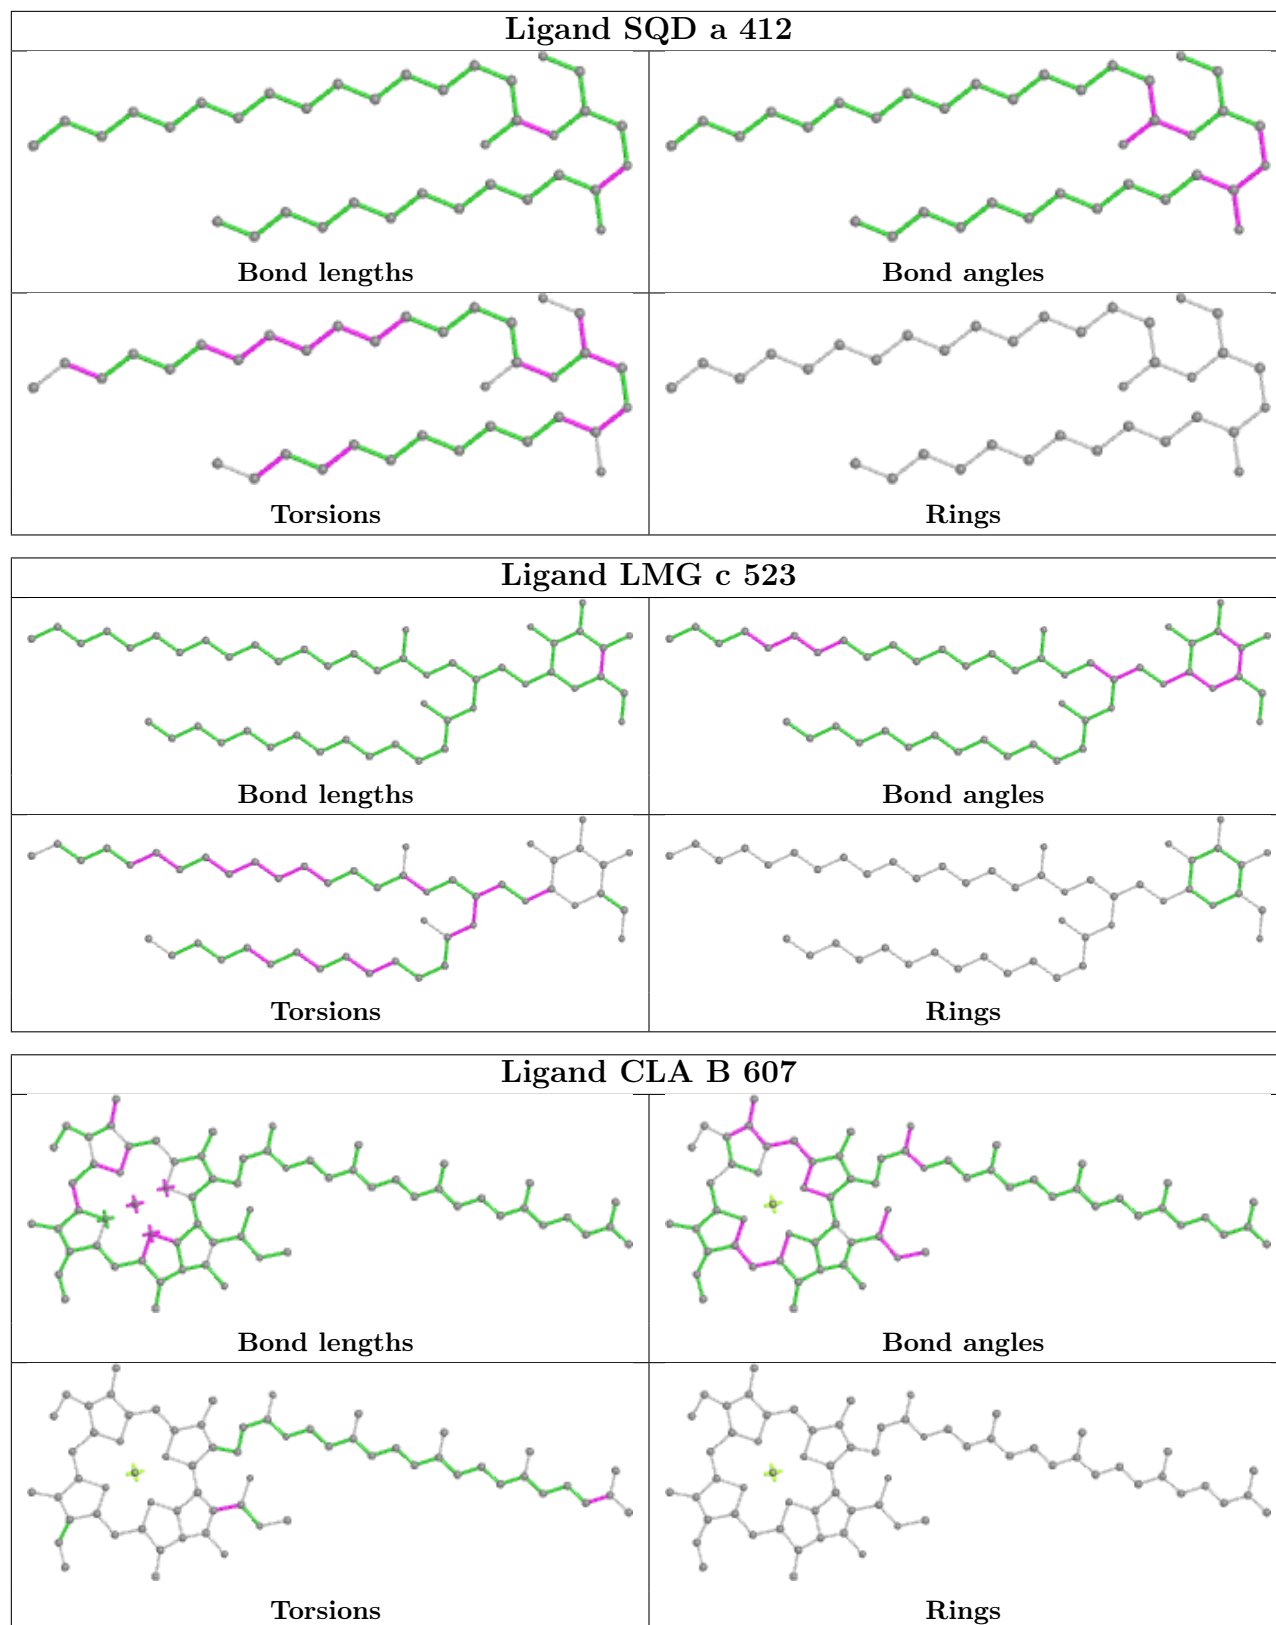 Ligand SQD a 412
Bond lengths
Bond angles
Torsions
Rings
Ligand LMG c 523
Bond lengths
Bond angles
Torsions
Rings
Ligand CLA B 607
Bond lengths
Bond angles
Torsions
Rings